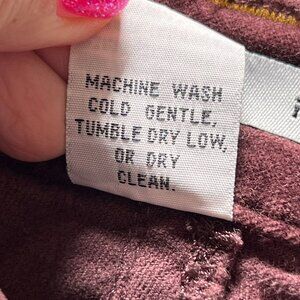 MACHINE WASH
COLD GENTLE,
TUMBLE DRY LOW,
OR DRY
CLEAN.